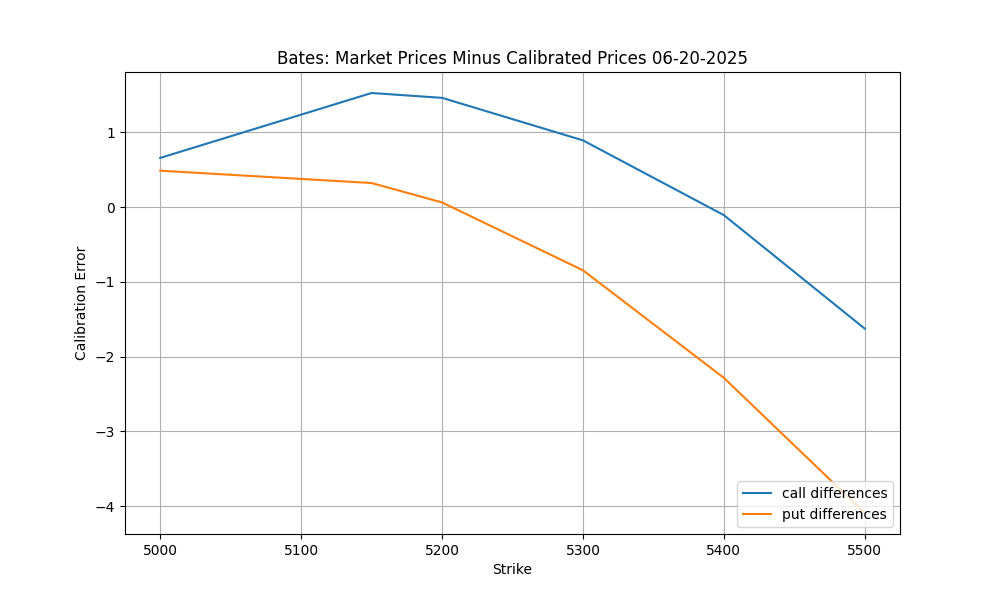 Bates: Market Prices Minus Calibrated Prices 06-20-2025
Calibration Error
1
0
−1
−2
−3
−4
call differences
put differences
5000 5100 5200 5300 5400 5500
Strike